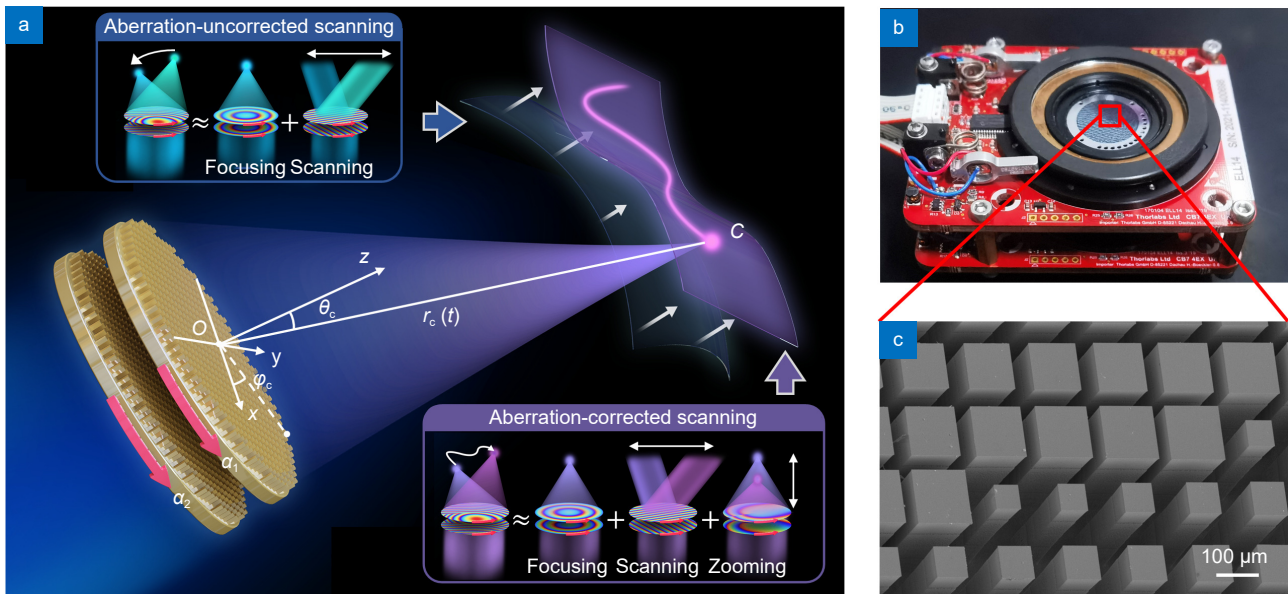 a
Aberration-uncorrected scanning
≈
+
Focusing Scanning
C
z
θc
rc (t)
O
y
φc
x
α1
α2
Aberration-corrected scanning
≈
+
+
Focusing Scanning Zooming
b
ELL14
Thorlabs Ltd
c
100 μm